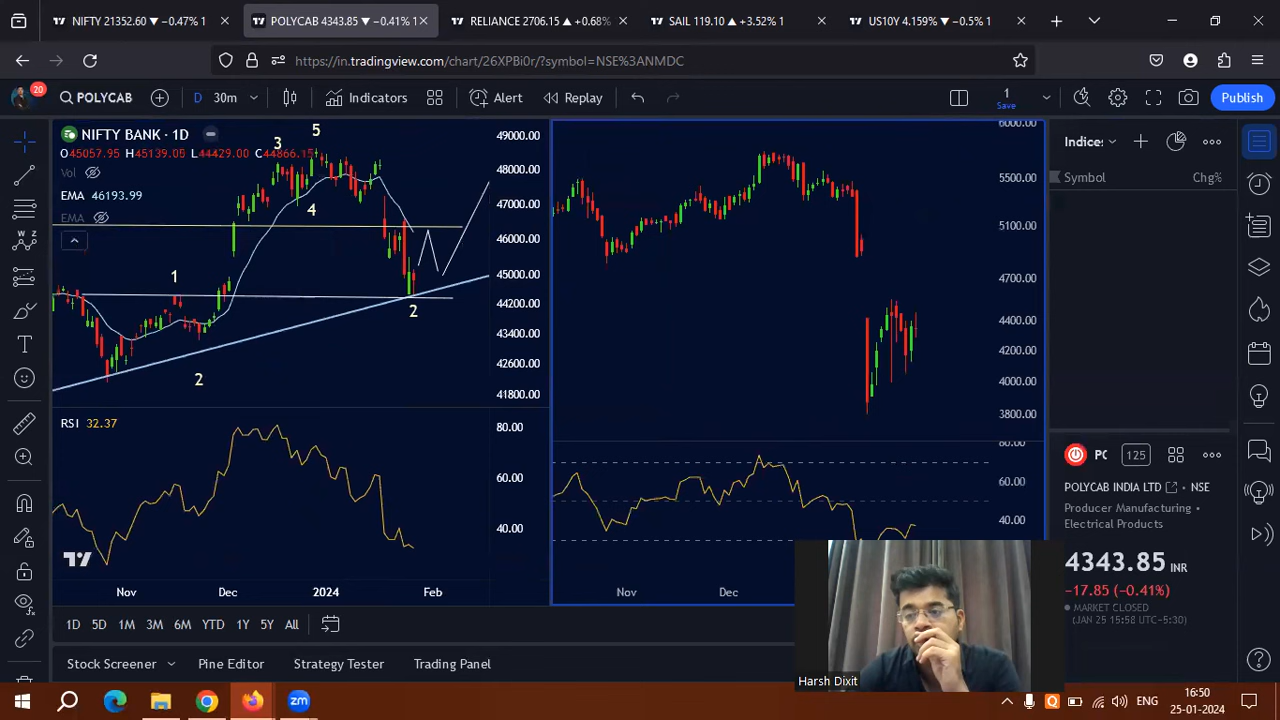 NIFTY 21352.60 ▼ −0.47% 1
POLYCAB 4343.85 ▼ −0.41% 1
RELIANCE 2706.15 ▲ +0.68%
SAIL 119.10 ▲ +3.52% 1
US10Y 4.159% ▼ −0.5% 1
https://in.tradingview.com/chart/26XPBi0r/?symbol=NSE%3ANMDC
20
POLYCAB
D
30m
Indicators
Alert
Replay
1
Save
Publish
NIFTY BANK · 1D
O45057.95 H45139.05 L44429.00 C44866.15
Vol
EMA 46193.99
EMA
1
2
3
4
5
2
49000.00
48000.00
47000.00
46000.00
45000.00
44200.00
43400.00
42600.00
41800.00
RSI 32.37
80.00
60.00
40.00
Nov
Dec
2024
Feb
6000.00
5500.00
5100.00
4700.00
4400.00
4200.00
4000.00
3800.00
80.00
60.00
40.00
Nov
Dec
Indices
Symbol
Chg%
PC
125
POLYCAB INDIA LTD · NSE
Producer Manufacturing •
Electrical Products
4343.85 INR
−17.85 (−0.41%)
MARKET CLOSED
(JAN 25 15:58 UTC-5:30)
1D 5D 1M 3M 6M YTD 1Y 5Y All
Stock Screener
Pine Editor
Strategy Tester
Trading Panel
Harsh Dixit
zm
ENG
16:50
25-01-2024